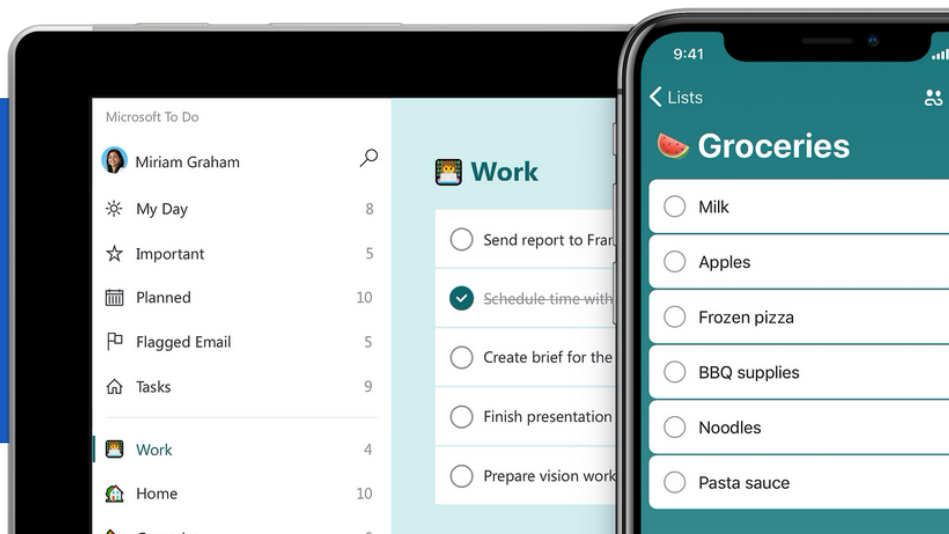 Microsoft To Do
Miriam Graham
My Day 8
Important 5
Planned 10
Flagged Email 5
Tasks 9
Work 4
Home 10
Work
Send report to
Schedule time with
Create brief for the
Finish presentation
Prepare vision work
9:41
Lists
Groceries
Milk
Apples
Frozen pizza
BBQ supplies
Noodles
Pasta sauce